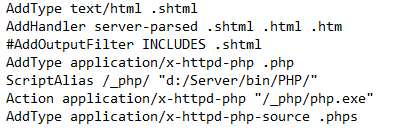 AddType text/html .shtml
AddHandler server-parsed .shtml .html .htm
#AddOutputFilter INCLUDES .shtml
AddType application/x-httpd-php .php
ScriptAlias /_php/ "d:/Server/bin/PHP/"
Action application/x-httpd-php "/_php/php.exe"
AddType application/x-httpd-php-source .phps